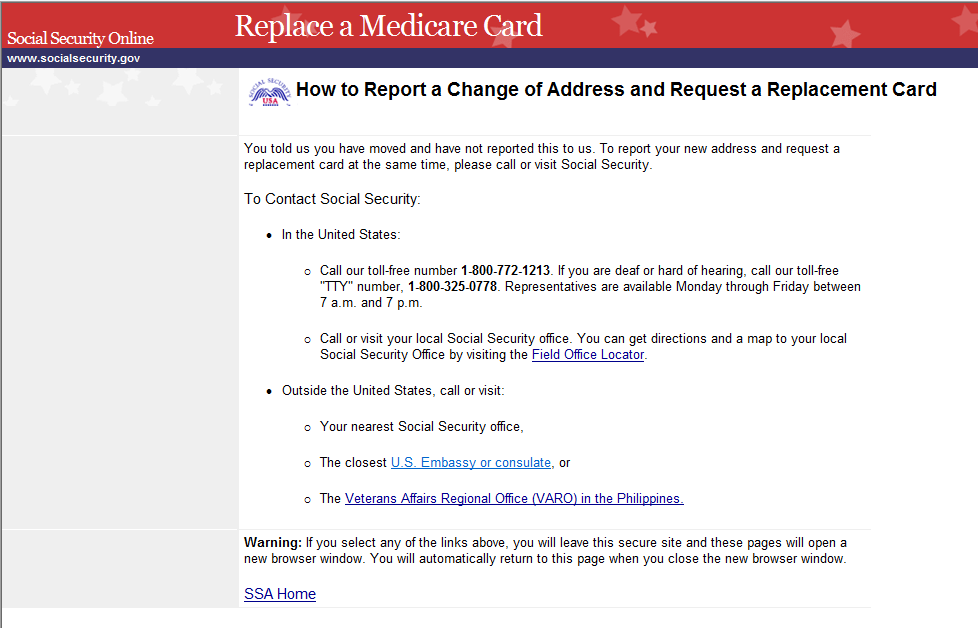 Social Security Online
Replace a Medicare Card
www.socialsecurity.gov
SOCIAL SECURITY
USA
How to Report a Change of Address and Request a Replacement Card
You told us you have moved and have not reported this to us. To report your new address and request a
replacement card at the same time, please call or visit Social Security.
To Contact Social Security:
In the United States:
Call our toll-free number 1-800-772-1213. If you are deaf or hard of hearing, call our toll-free
"TTY" number, 1-800-325-0778. Representatives are available Monday through Friday between
7 a.m. and 7 p.m.
Call or visit your local Social Security office. You can get directions and a map to your local
Social Security Office by visiting the Field Office Locator.
Outside the United States, call or visit:
Your nearest Social Security office,
The closest U.S. Embassy or consulate, or
The Veterans Affairs Regional Office (VARO) in the Philippines.
Warning: If you select any of the links above, you will leave this secure site and these pages will open a
new browser window. You will automatically return to this page when you close the new browser window.
SSA Home